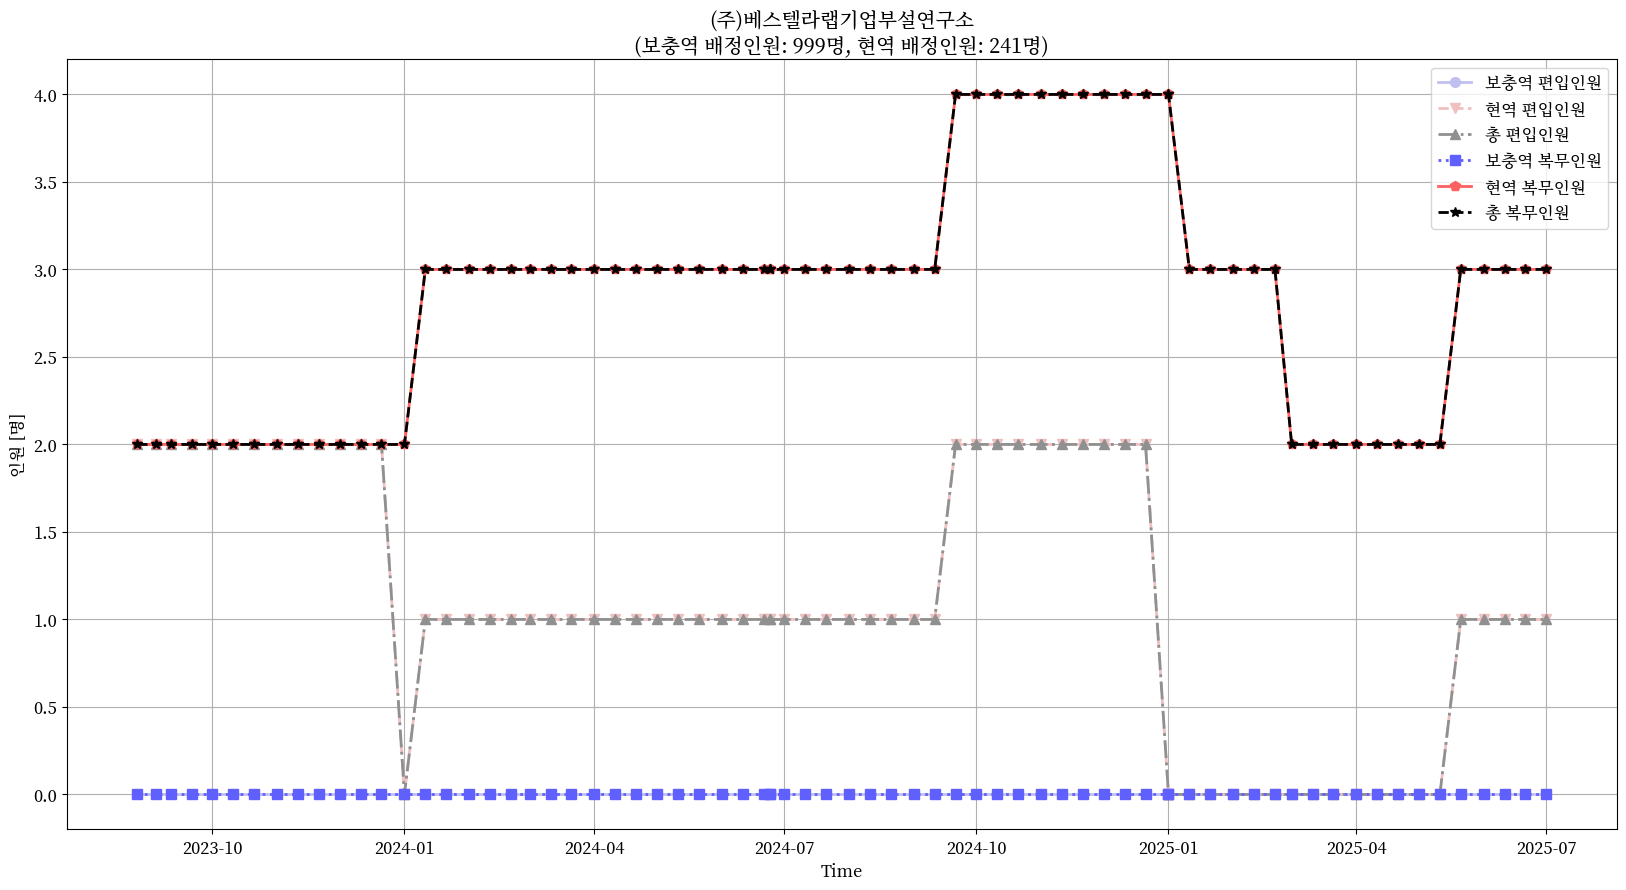 (주)베스텔라랩기업부설연구소
(보충역 배정인원: 999명, 현역 배정인원: 241명)
보충역 편입인원
현역 편입인원
총 편입인원
보충역 복무인원
현역 복무인원
총 복무인원
인원 [명]
4.0
3.5
3.0
2.5
2.0
1.5
1.0
0.5
0.0
2023-10
2024-01
2024-04
2024-07
2024-10
2025-01
2025-04
2025-07
Time